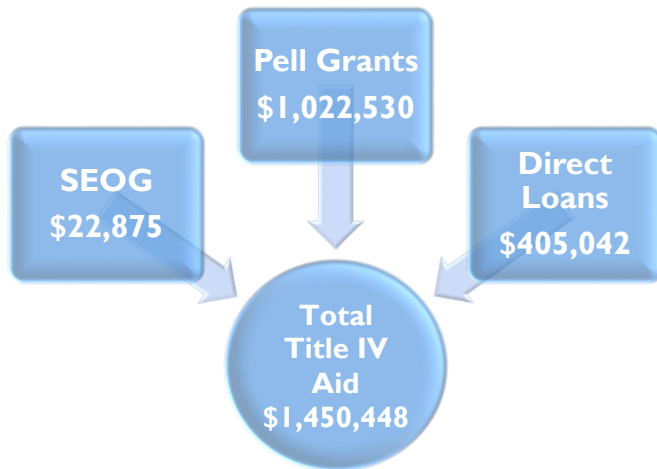 Pell Grants
$1,022,530
SEOG
$22,875
Direct
Loans
$405,042
Total
Title IV
Aid
$1,450,448